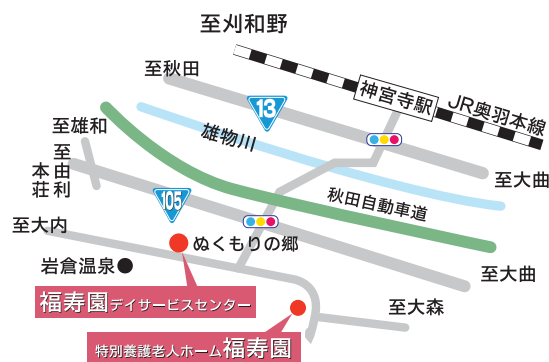 至刈和野
至秋田
神宮寺駅
JR奥羽本線
13
至雄和
雄物川
至由利本荘
至大曲
105
秋田自動車道
至大内
ぬくもりの郷
岩倉温泉
至大曲
福寿園デイサービスセンター
至大森
特別養護老人ホーム福寿園